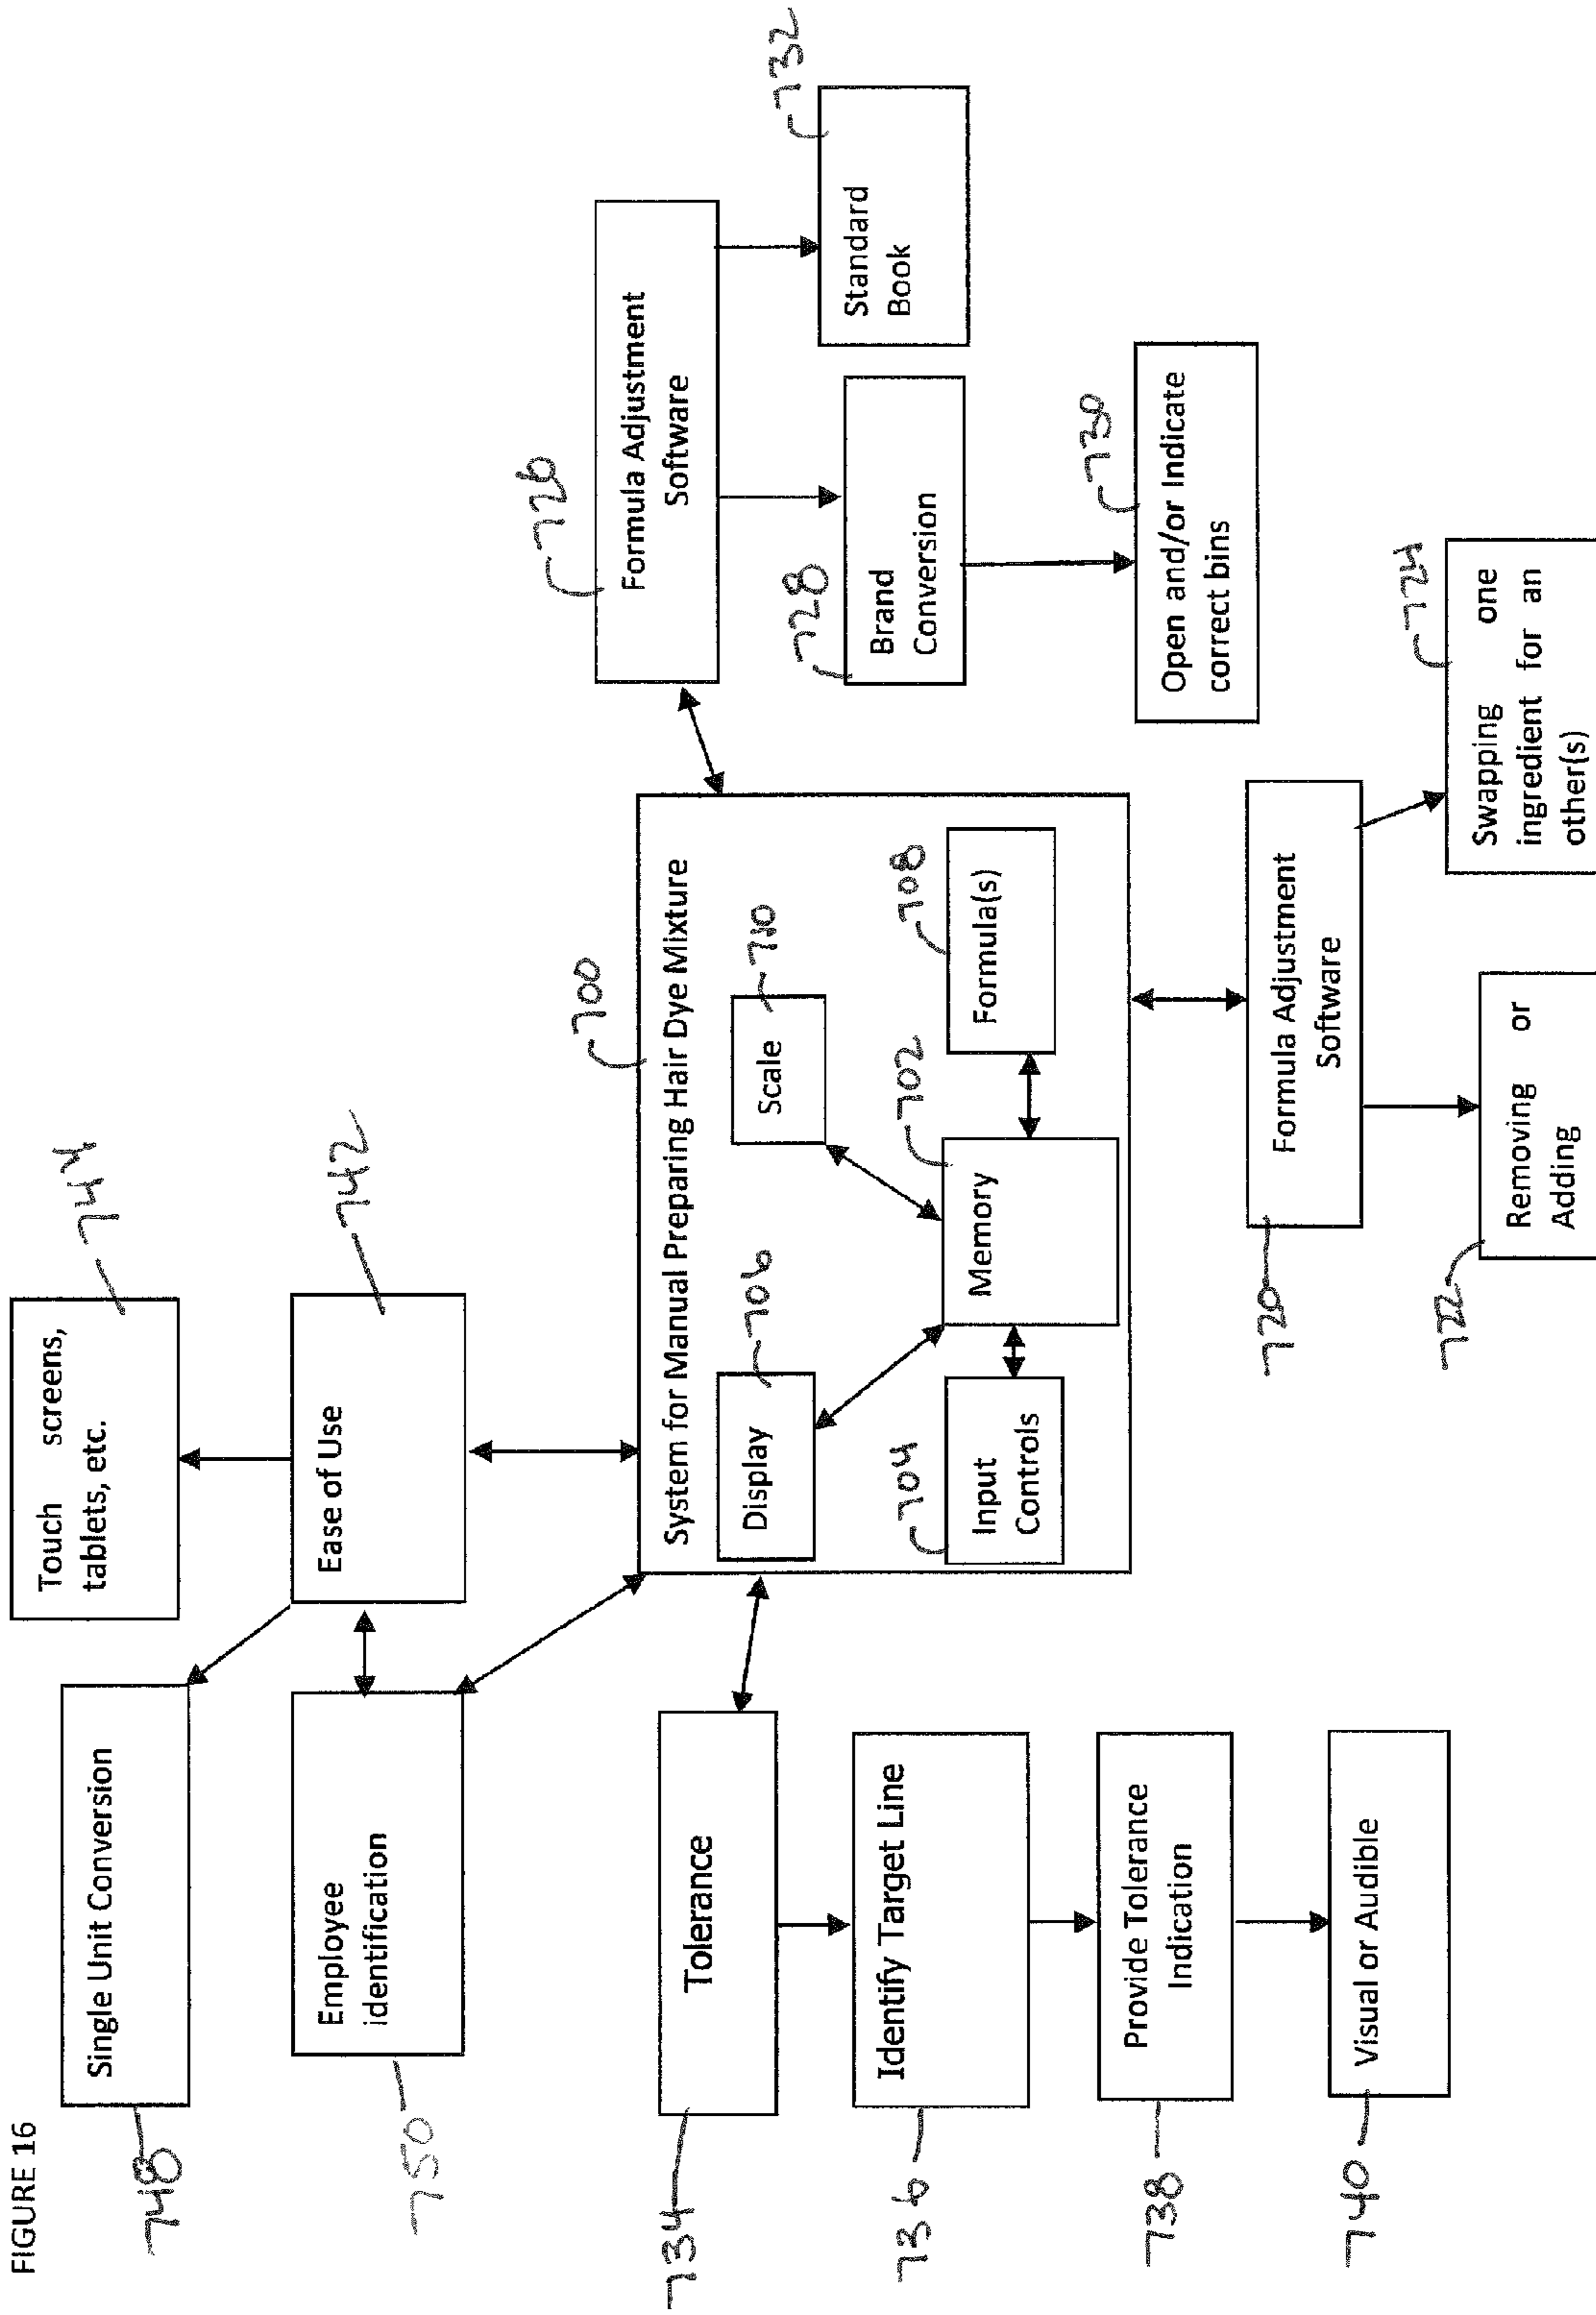 FIGURE 16
748
Single Unit Conversion
Touch screens,
tablets, etc.
744
750
Employee
identification
Ease of Use
742
734
Tolerance
736
Identify Target Line
738
Provide Tolerance
Indication
740
Visual or Audible
700
System for Manual Preparing Hair Dye Mixture
Display
706
Scale
710
704
Input
Controls
Memory
702
Formula(s)
708
726
Formula Adjustment
Software
728
Brand
Conversion
Standard
Book
732
Open and/or Indicate
correct bins
730
720
Formula Adjustment
Software
722
Removing or
Adding
Swapping one
ingredient for an
other(s)
724